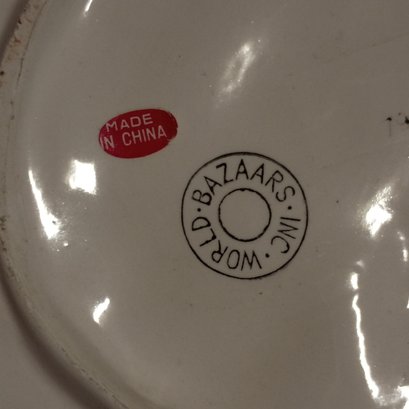 MADE
IN CHINA
WORLD · BAZAARS · INC ·